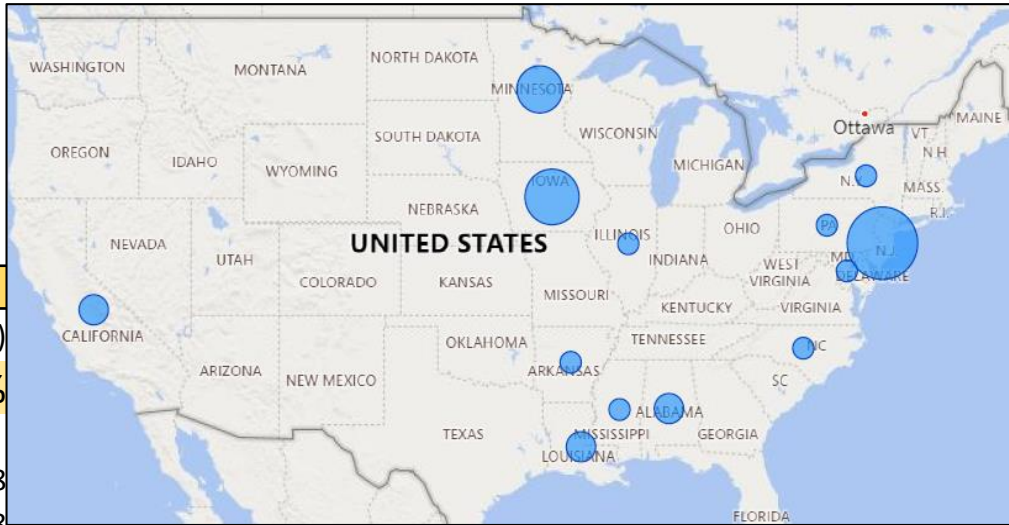 NORTH DAKOTA
WASHINGTON
MONTANA
MINNESOTA
MAINE
Ottawa
VT.
SOUTH DAKOTA
WISCONSIN
OREGON
N.H.
IDAHO
MICHIGAN
WYOMING
N.Y.
MASS.
IOWA
NEBRASKA
R.I.
PA
OHIO
ILLINOIS
UNITED STATES
NEVADA
N.J.
UTAH
INDIANA
MD
WEST
VIRGINIA
DELAWARE
COLORADO
KANSAS
MISSOURI
KENTUCKY
VIRGINIA
)
CALIFORNIA
OKLAHOMA
TENNESSEE
NC
ARIZONA
ARKANSAS
NEW MEXICO
SC
ALABAMA
TEXAS
MISSISSIPPI
GEORGIA
LOUISIANA
FLORIDA